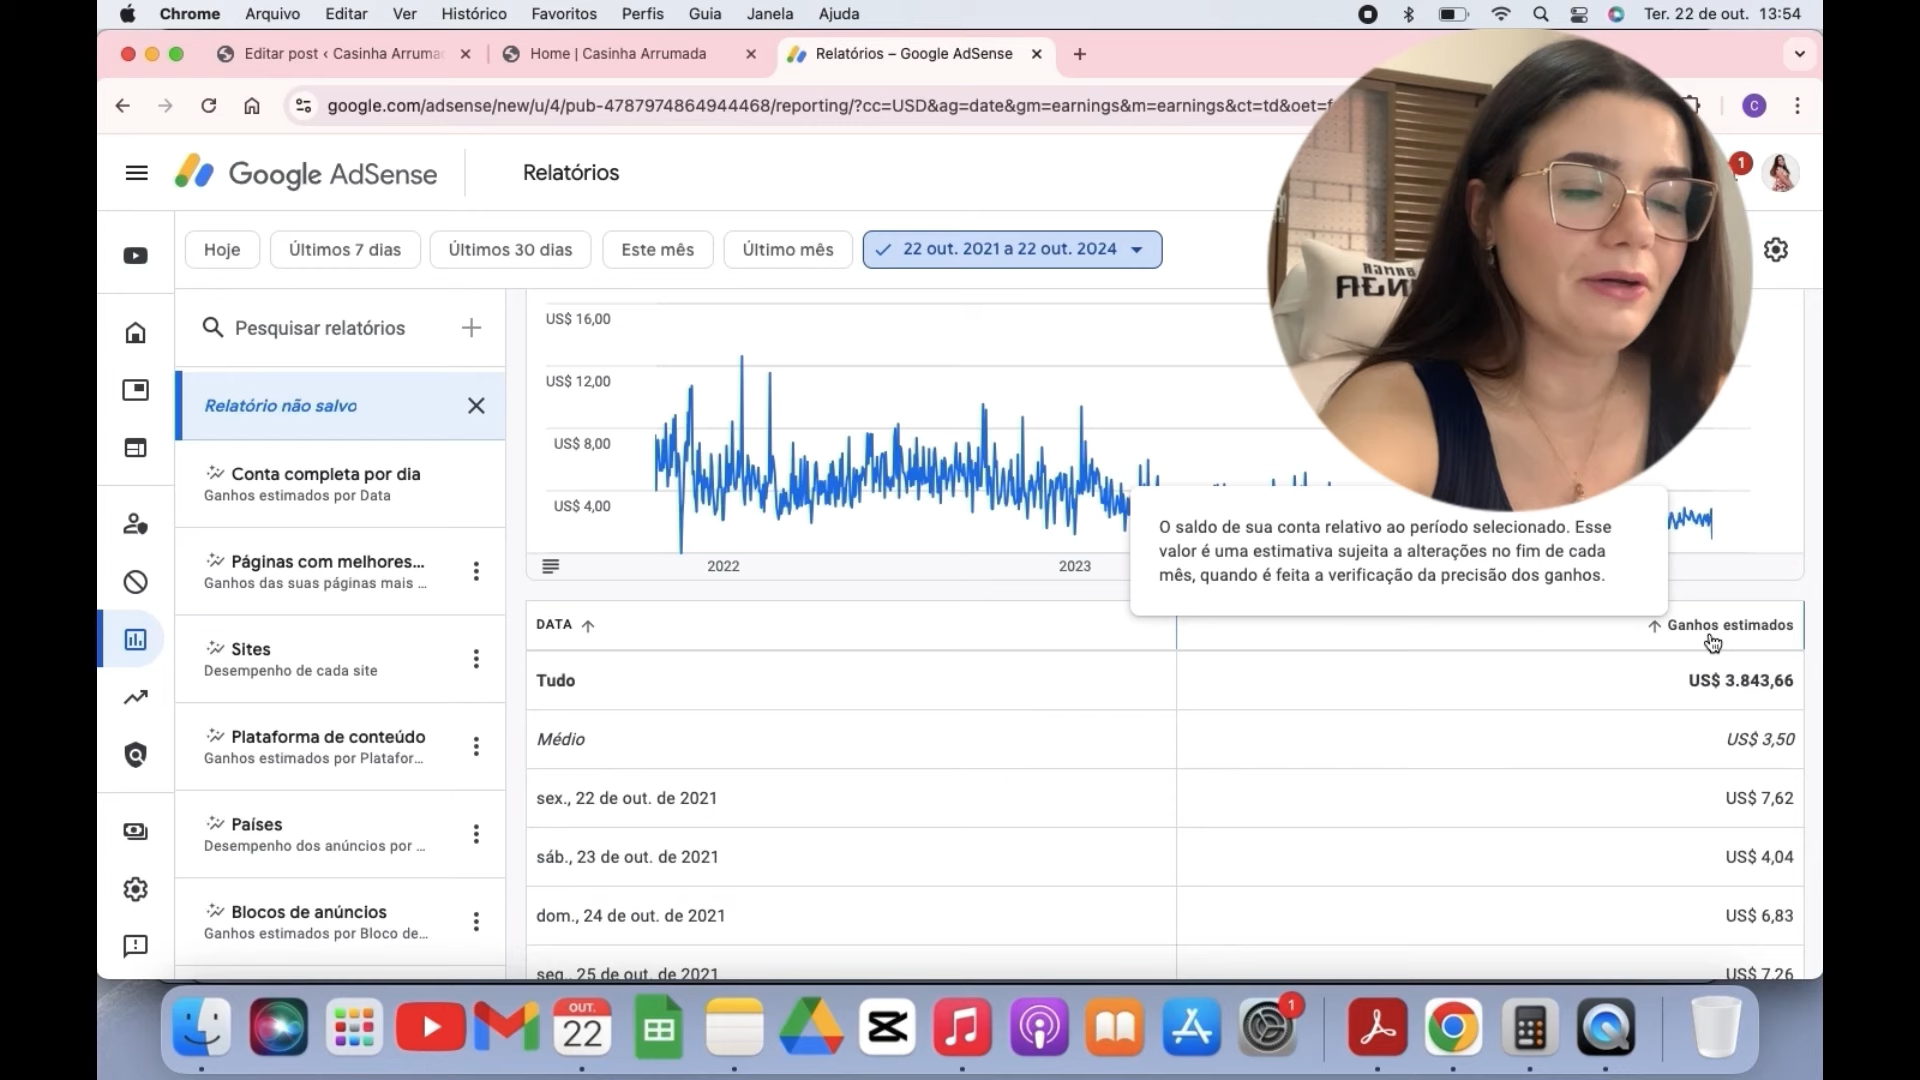 Chrome Arquivo Editar Ver Histórico Favoritos Perfis Guia Janela Ajuda
Ter. 22 de out. 13:54
Editar post ‹ Casinha Arruma
Home | Casinha Arrumada
Relatórios – Google AdSense
google.com/adsense/new/u/4/pub-4787974864944468/reporting/?cc=USD&ag=date&gm=earnings&m=earnings&ct=td&oet=f
C
Google AdSense
Relatórios
1
Hoje
Últimos 7 dias
Últimos 30 dias
Este mês
Último mês
22 out. 2021 a 22 out. 2024
Pesquisar relatórios
Relatório não salvo
Conta completa por dia
Ganhos estimados por Data
Páginas com melhores...
Ganhos das suas páginas mais ...
Sites
Desempenho de cada site
Plataforma de conteúdo
Ganhos estimados por Platafor...
Países
Desempenho dos anúncios por ...
Blocos de anúncios
Ganhos estimados por Bloco de...
US$ 16,00
US$ 12,00
US$ 8,00
US$ 4,00
2022
2023
O saldo de sua conta relativo ao período selecionado. Esse
valor é uma estimativa sujeita a alterações no fim de cada
mês, quando é feita a verificação da precisão dos ganhos.
DATA
Ganhos estimados
Tudo US$ 3.843,66
Médio US$ 3,50
sex., 22 de out. de 2021 US$ 7,62
sáb., 23 de out. de 2021 US$ 4,04
dom., 24 de out. de 2021 US$ 6,83
seg., 25 de out. de 2021 US$ 7,26
OUT.
22
1